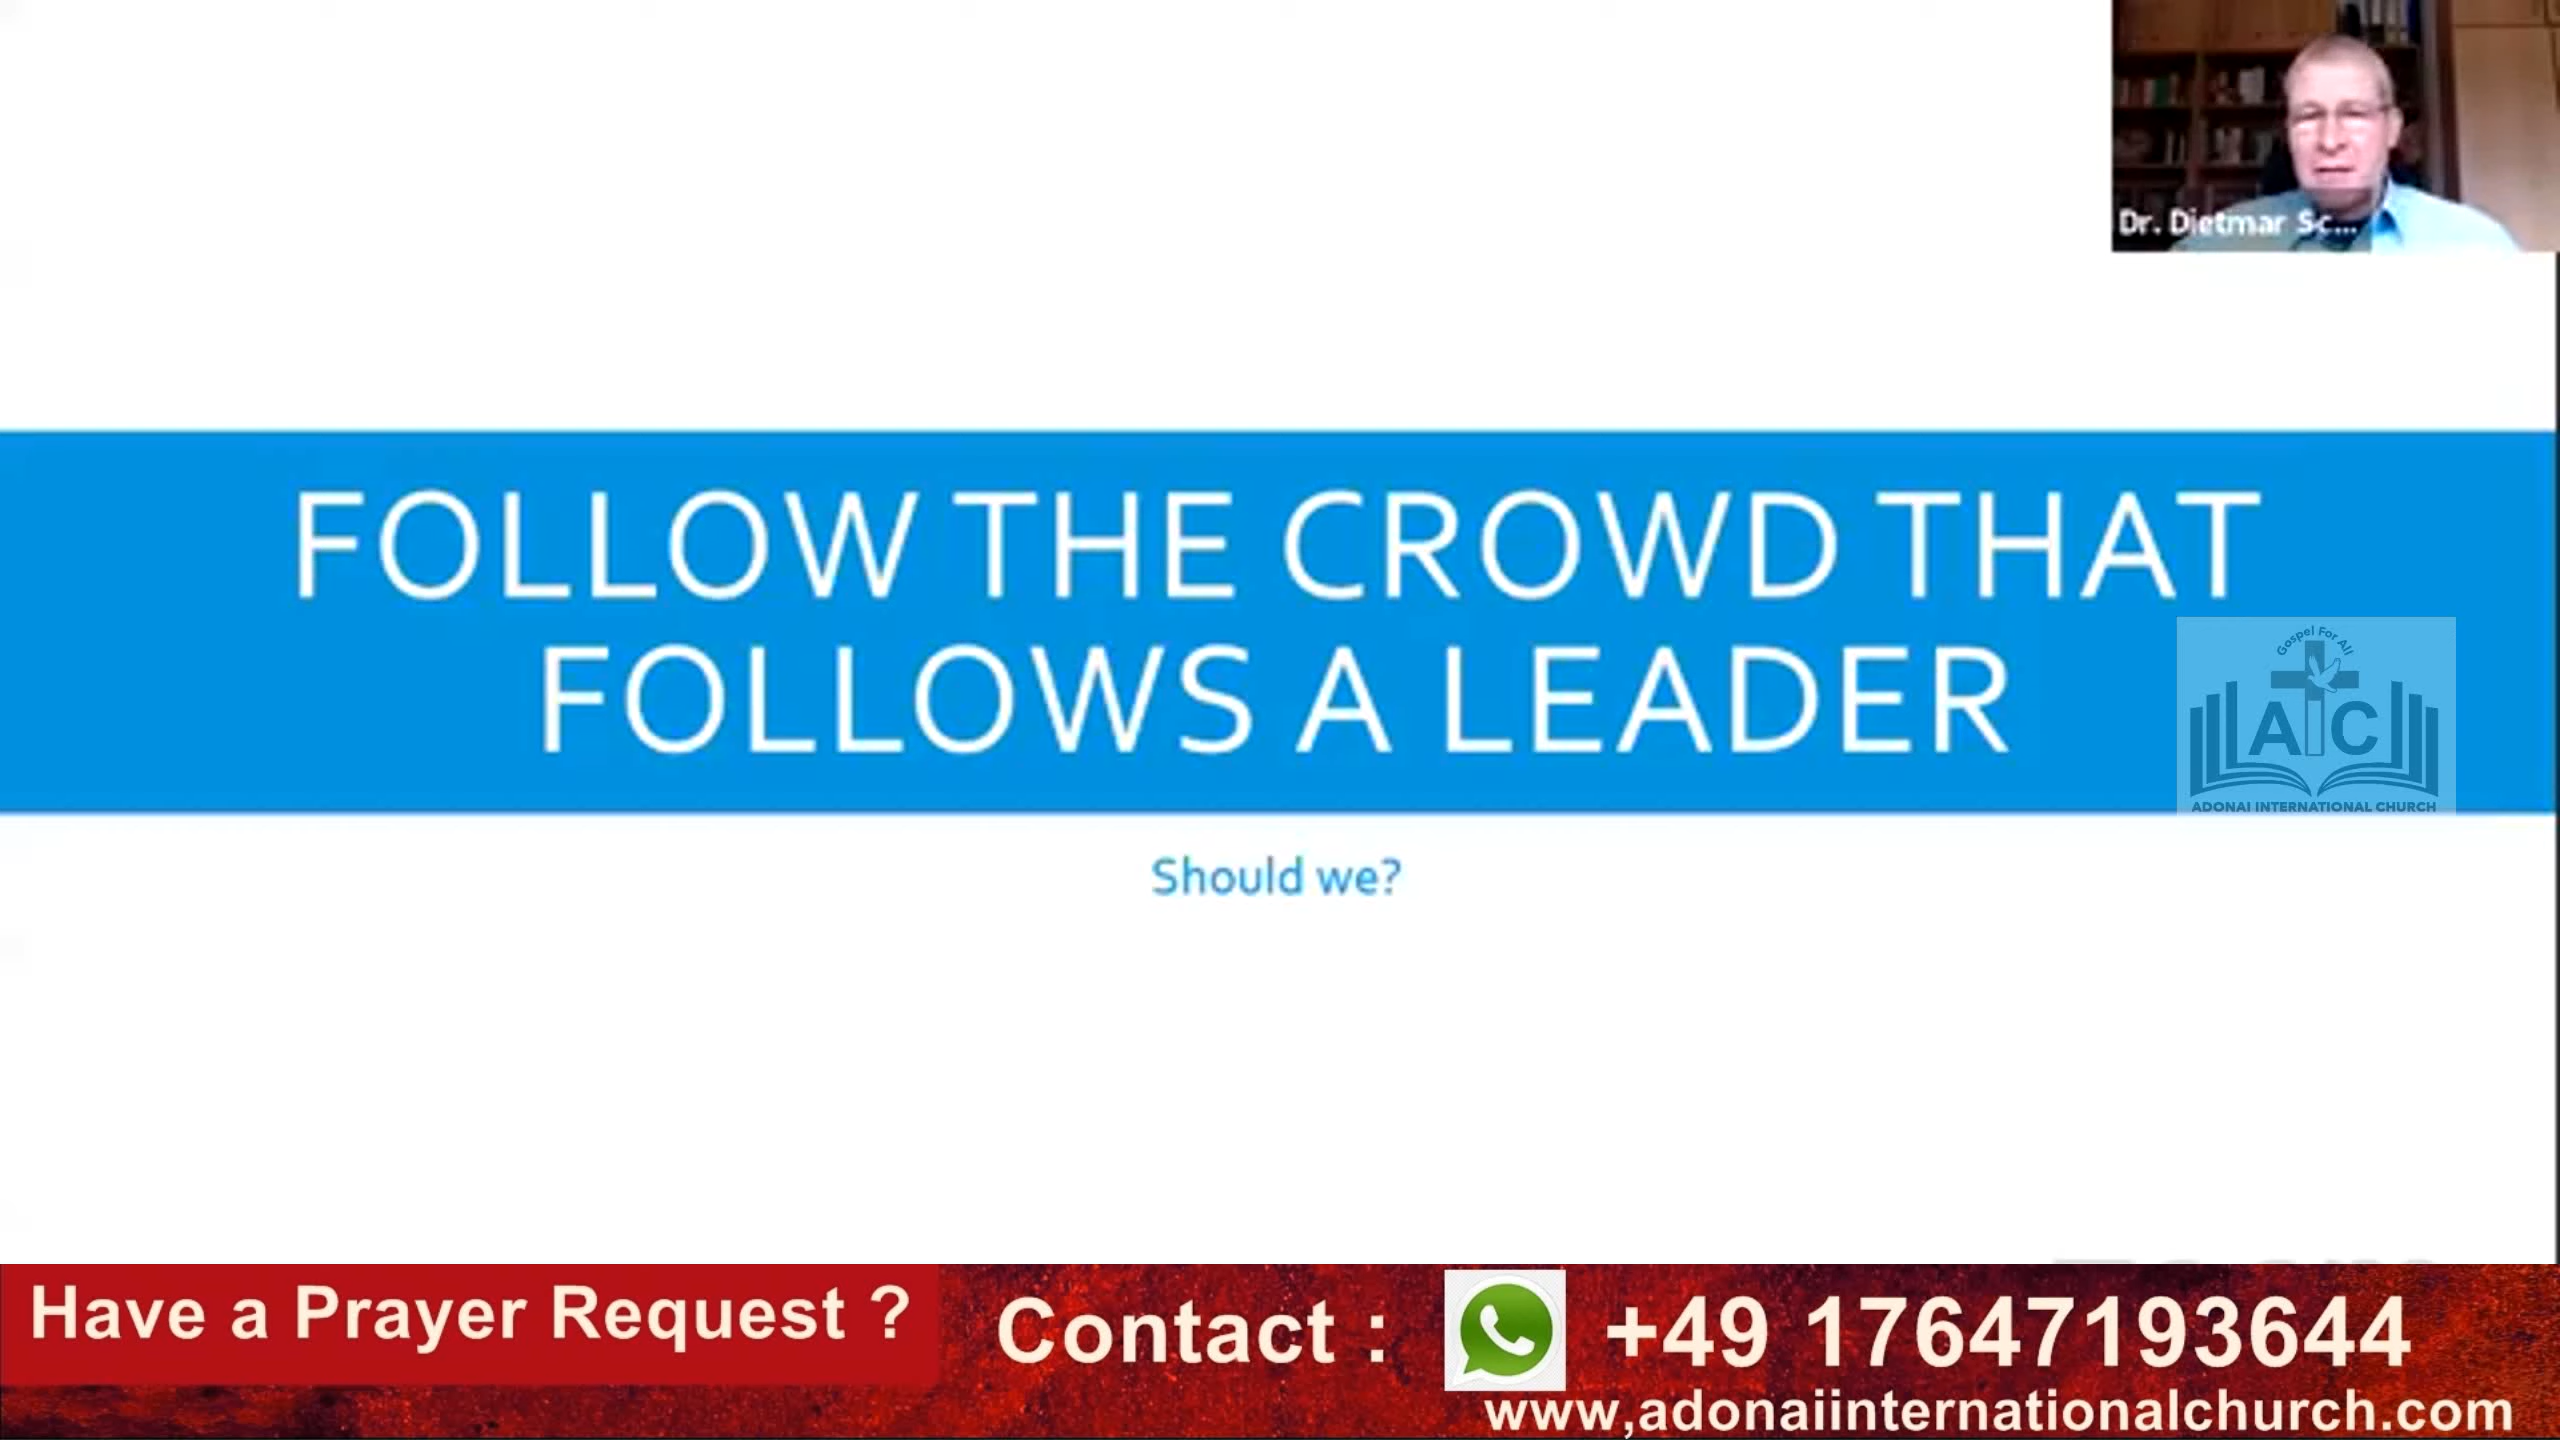 Dr. Dietmar Sc...
FOLLOW THE CROWD THAT
FOLLOWS A LEADER
Gospel For All
AIC
ADONAI INTERNATIONAL CHURCH
Should we?
Have a Prayer Request ?
Contact :
+49 17647193644
www,adonaiinternationalchurch.com